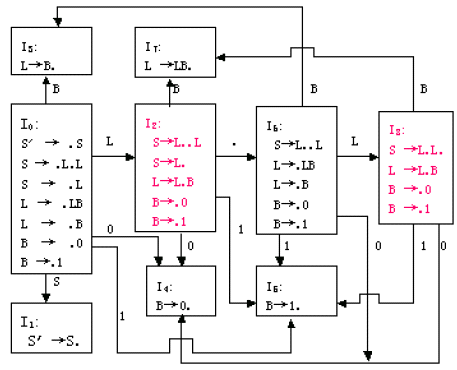 I₃:
L →B.
I₇:
L →LB.
B
B
B
B
I₀:
S′ → .S
S → .L.L
S → .L
L → .LB
L → .B
B → .0
B →.1
L
I₂:
S→L..L
S→L.
L→L.B
B→.0
B→.1
.
I₆:
S→L..L
L→.LB
L→.B
B→.0
B→.1
L
I₈:
S →L.L.
L →L.B
B →.0
B →.1
0
1
0
1
0
1
0
S
1
I₄:
B→0.
I₅:
B→1.
I₁:
S′ →S.